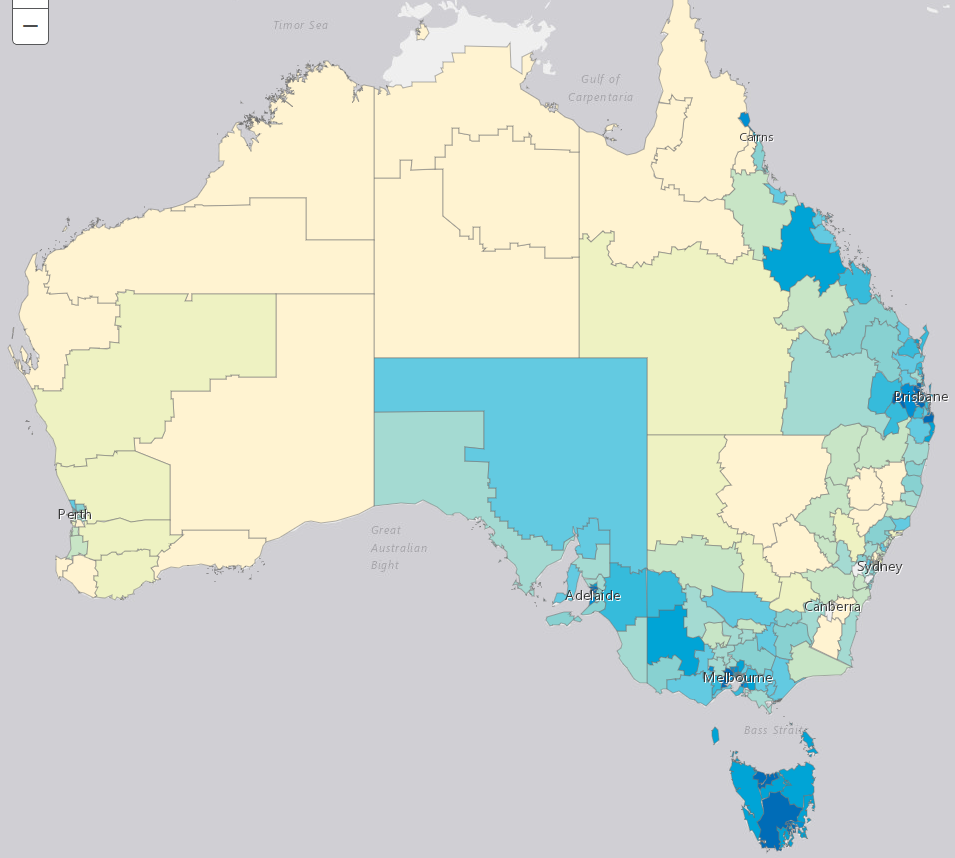 −
Timor Sea
Gulf of
Carpentaria
Cairns
Brisbane
Perth
Great
Australian
Bight
Adelaide
Sydney
Canberra
Melbourne
Bass Strait